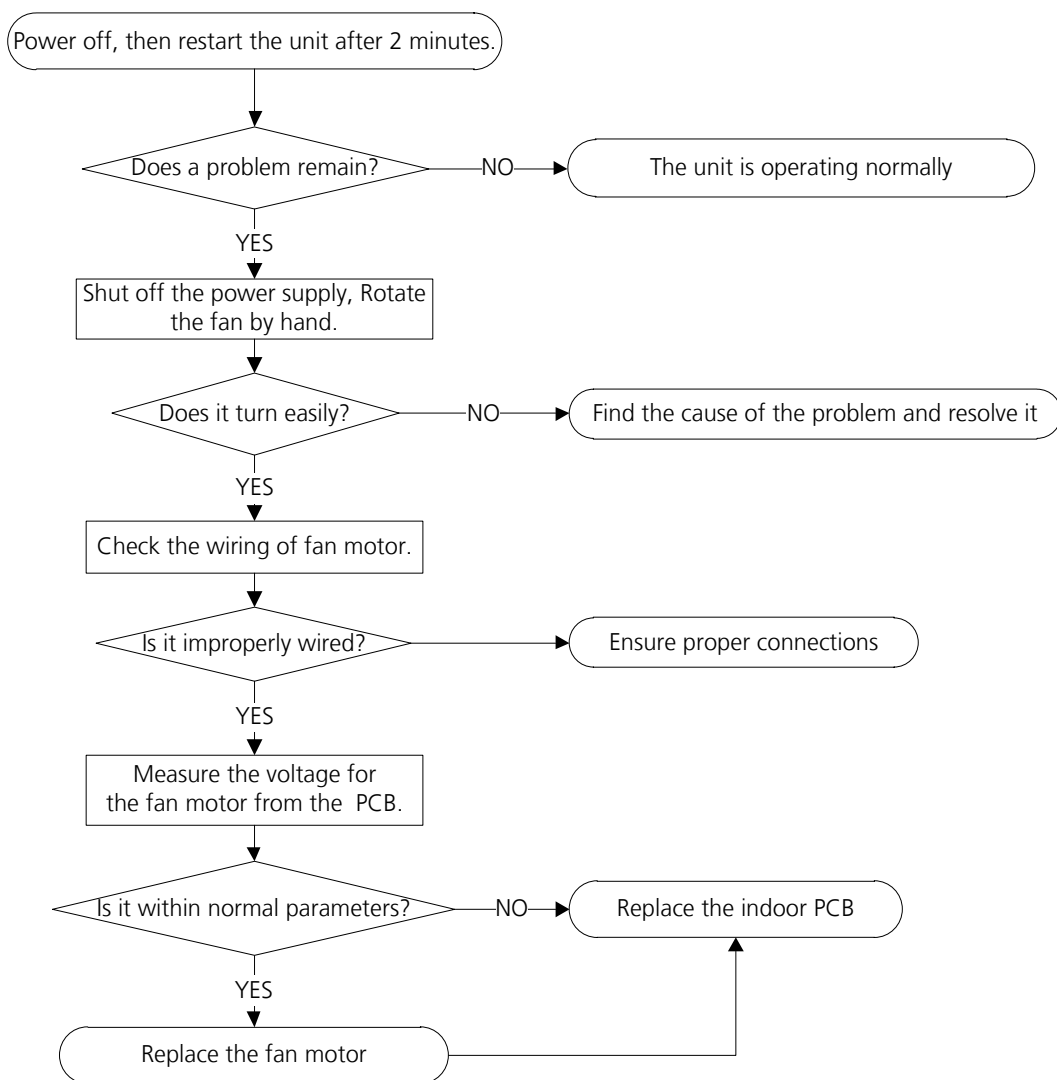 Power off, then restart the unit after 2 minutes.
Does a problem remain?
NO
The unit is operating normally
YES
Shut off the power supply, Rotate
the fan by hand.
Does it turn easily?
NO
Find the cause of the problem and resolve it
YES
Check the wiring of fan motor.
Is it improperly wired?
Ensure proper connections
YES
Measure the voltage for
the fan motor from the PCB.
Is it within normal parameters?
NO
Replace the indoor PCB
YES
Replace the fan motor